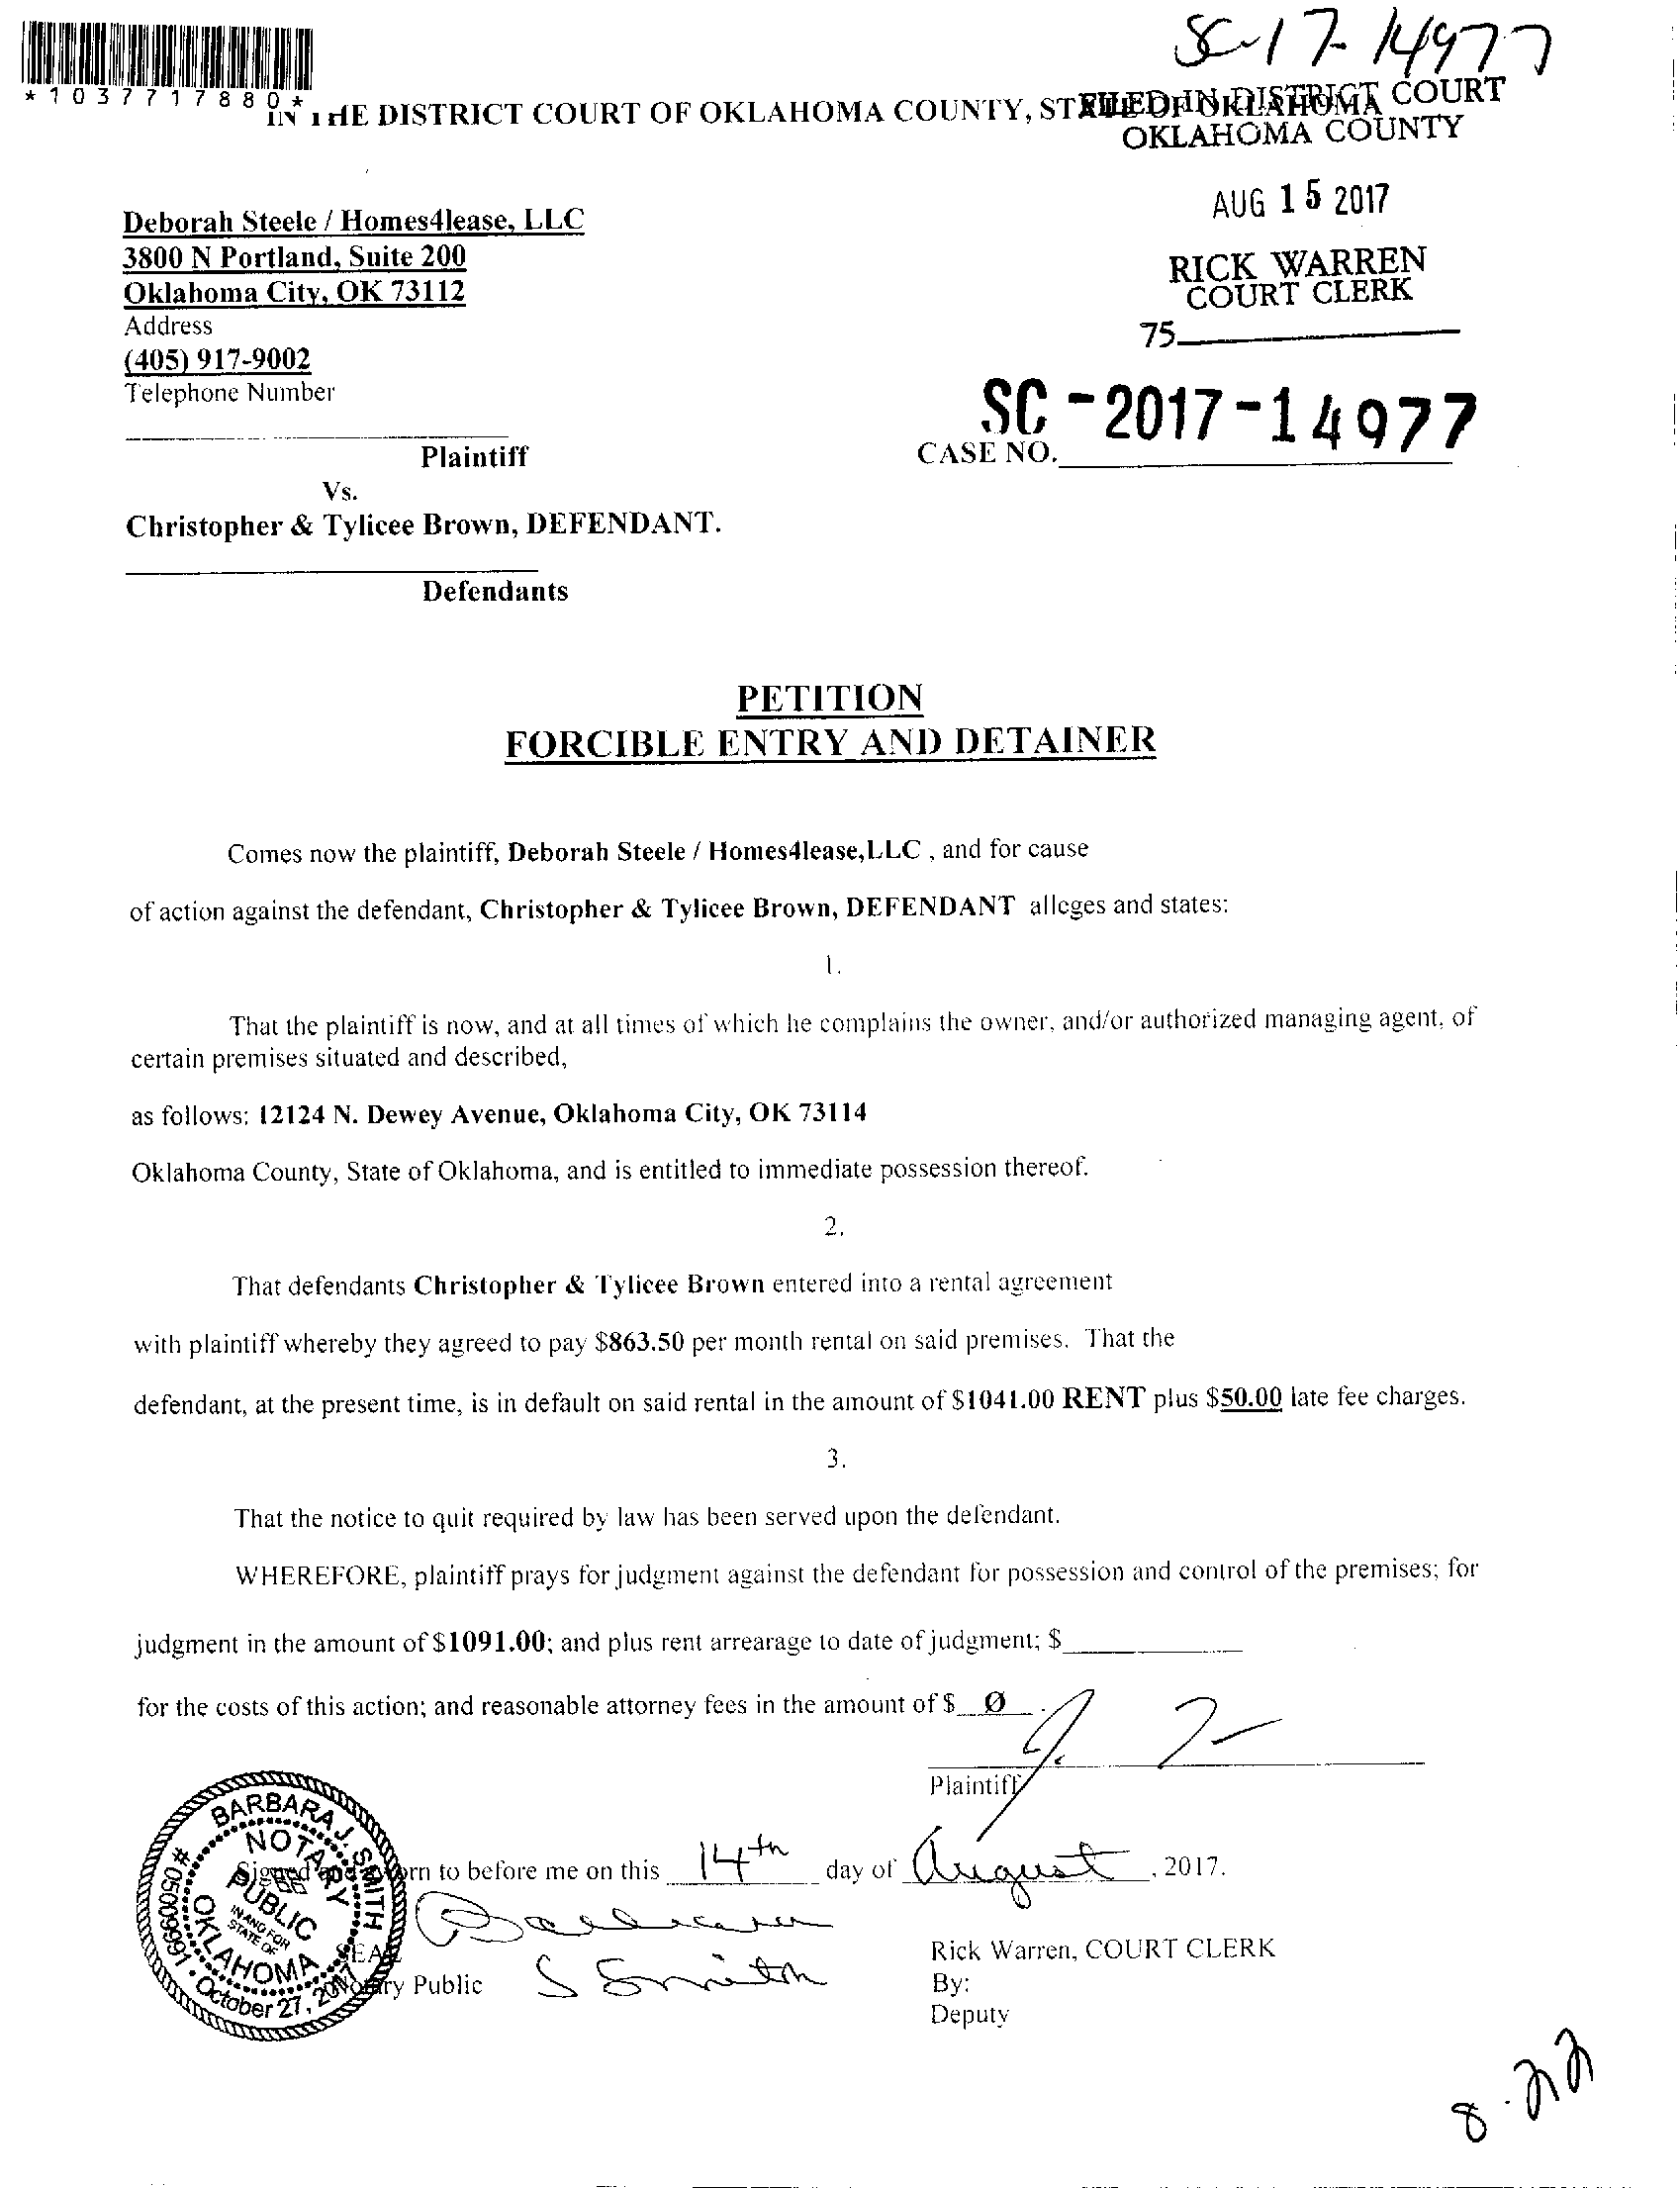 SC-17-14977
*1037717880*
IN THE DISTRICT COURT OF OKLAHOMA COUNTY, STATE OF OKLAHOMA
FILED IN DISTRICT COURT
OKLAHOMA COUNTY
AUG 15 2017
RICK WARREN
COURT CLERK
75
Deborah Steele / Homes4lease, LLC
3800 N Portland, Suite 200
Oklahoma City, OK 73112
Address
(405) 917-9002
Telephone Number
Plaintiff
SC-2017-14977
CASE NO.
Vs.
Christopher & Tylicee Brown, DEFENDANT.
Defendants
PETITION
FORCIBLE ENTRY AND DETAINER
Comes now the plaintiff, Deborah Steele / Homes4lease,LLC , and for cause
of action against the defendant, Christopher & Tylicee Brown, DEFENDANT alleges and states:
1.
That the plaintiff is now, and at all times of which he complains the owner, and/or authorized managing agent, of
certain premises situated and described,
as follows: 12124 N. Dewey Avenue, Oklahoma City, OK 73114
Oklahoma County, State of Oklahoma, and is entitled to immediate possession thereof.
2.
That defendants Christopher & Tylicee Brown entered into a rental agreement
with plaintiff whereby they agreed to pay $863.50 per month rental on said premises. That the
defendant, at the present time, is in default on said rental in the amount of $1041.00 RENT plus $50.00 late fee charges.
3.
That the notice to quit required by law has been served upon the defendant.
WHEREFORE, plaintiff prays for judgment against the defendant for possession and control of the premises; for
judgment in the amount of $1091.00; and plus rent arrearage to date of judgment; $
for the costs of this action; and reasonable attorney fees in the amount of $ Ø .
Plaintiff
Signed and sworn to before me on this 14th day of August, 2017.
Barbara
J Smith
SEAL
Notary Public
BARBARA J. SMITH
NOTARY
PUBLIC
IN AND FOR
STATE OF
OKLAHOMA
#05009991 · October 27, 2017
Rick Warren, COURT CLERK
By:
Deputy
8-22